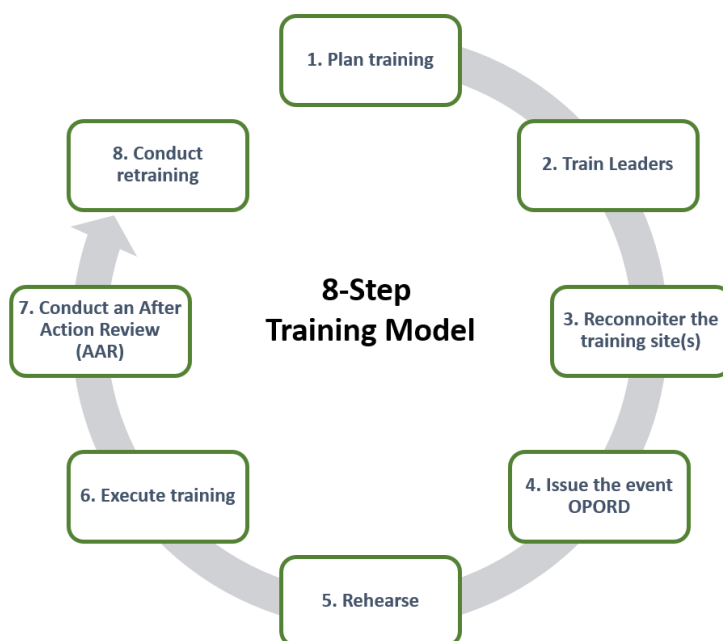 1. Plan training
2. Train Leaders
3. Reconnoiter the
training site(s)
4. Issue the event
OPORD
5. Rehearse
6. Execute training
7. Conduct an After
Action Review
(AAR)
8. Conduct
retraining
8-Step
Training Model